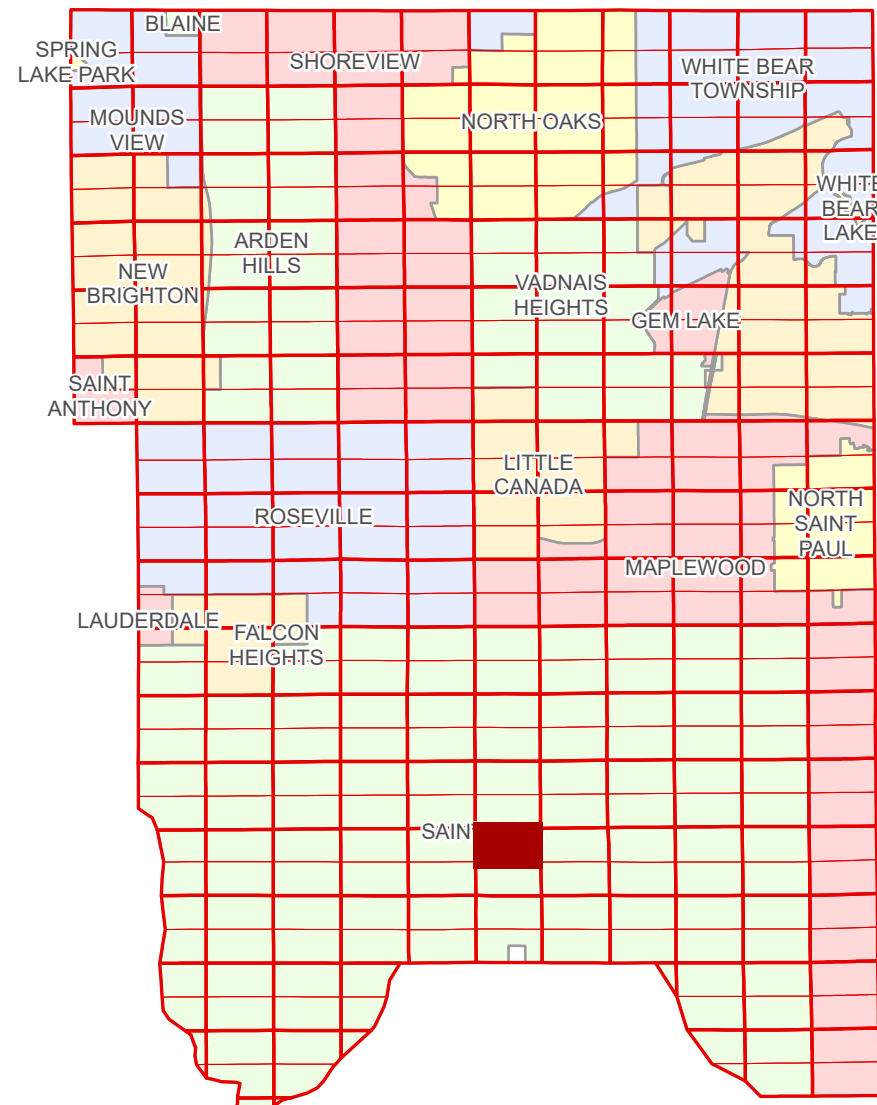 BLAINE
SPRING
LAKE PARK
SHOREVIEW
WHITE BEAR
TOWNSHIP
MOUNDS
VIEW
NORTH OAKS
WHITE
BEAR
LAKE
ARDEN
HILLS
NEW
BRIGHTON
VADNAIS
HEIGHTS
GEM LAKE
SAINT
ANTHONY
LITTLE
CANADA
ROSEVILLE
NORTH
SAINT
PAUL
MAPLEWOOD
LAUDERDALE
FALCON
HEIGHTS